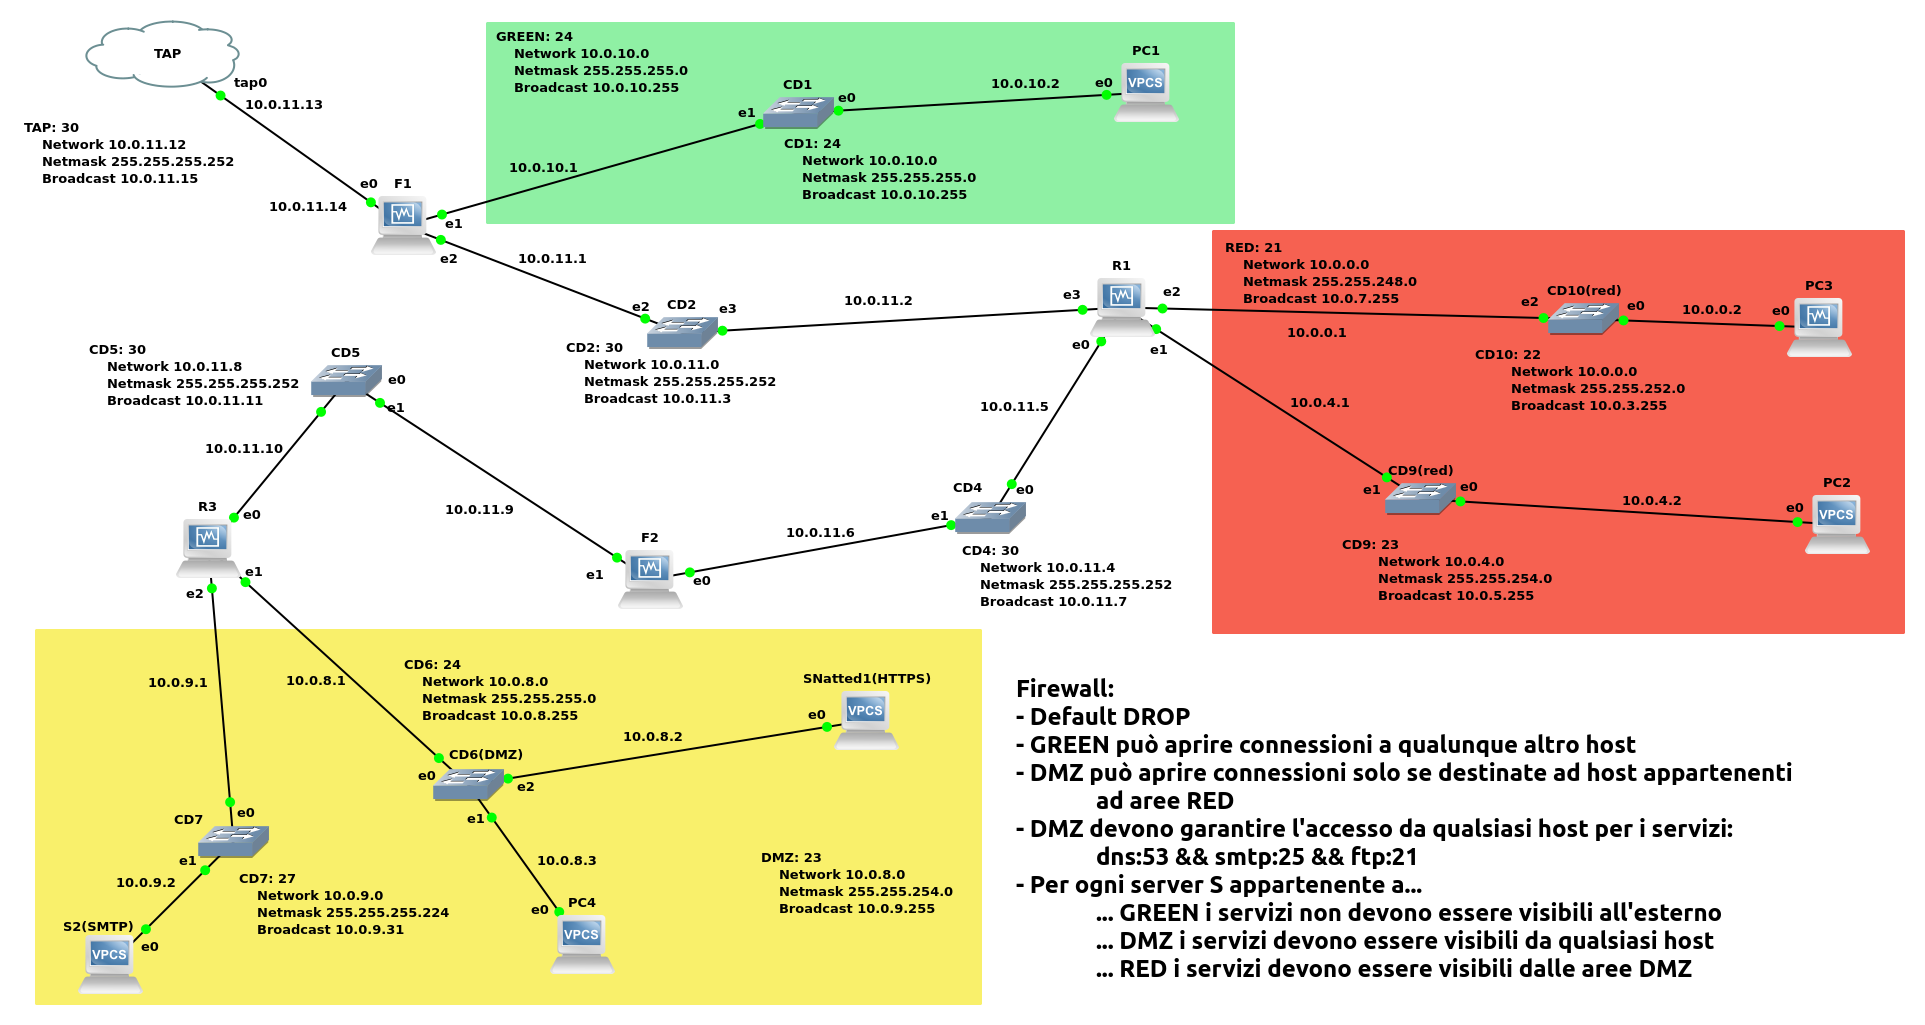 TAP
tap0
10.0.11.13
TAP: 30
Network 10.0.11.12
Netmask 255.255.255.252
Broadcast 10.0.11.15
10.0.11.14
e0
F1
e1
e2
GREEN: 24
Network 10.0.10.0
Netmask 255.255.255.0
Broadcast 10.0.10.255
10.0.10.1
e1
CD1
e0
CD1: 24
Network 10.0.10.0
Netmask 255.255.255.0
Broadcast 10.0.10.255
10.0.10.2
e0
PC1
VPCS
10.0.11.1
e2
CD2
e3
CD2: 30
Network 10.0.11.0
Netmask 255.255.255.252
Broadcast 10.0.11.3
10.0.11.2
e3
R1
e2
e0
e1
RED: 21
Network 10.0.0.0
Netmask 255.255.248.0
Broadcast 10.0.7.255
10.0.0.1
e2
CD10(red)
e0
10.0.0.2
e0
PC3
CD10: 22
Network 10.0.0.0
Netmask 255.255.252.0
Broadcast 10.0.3.255
10.0.4.1
e1
CD9(red)
e0
10.0.4.2
e0
PC2
VPCS
CD9: 23
Network 10.0.4.0
Netmask 255.255.254.0
Broadcast 10.0.5.255
CD5: 30
Network 10.0.11.8
Netmask 255.255.255.252
Broadcast 10.0.11.11
CD5
e0
e1
10.0.11.10
R3
e0
e1
e2
10.0.11.9
F2
e1
e0
10.0.11.6
10.0.11.5
CD4
e0
e1
CD4: 30
Network 10.0.11.4
Netmask 255.255.255.252
Broadcast 10.0.11.7
10.0.9.1
10.0.8.1
CD6: 24
Network 10.0.8.0
Netmask 255.255.255.0
Broadcast 10.0.8.255
CD6(DMZ)
e0
e2
e1
10.0.8.2
e0
SNatted1(HTTPS)
VPCS
10.0.8.3
e0
PC4
VPCS
CD7
e0
e1
10.0.9.2
CD7: 27
Network 10.0.9.0
Netmask 255.255.255.224
Broadcast 10.0.9.31
S2(SMTP)
e0
VPCS
DMZ: 23
Network 10.0.8.0
Netmask 255.255.254.0
Broadcast 10.0.9.255
Firewall:
- Default DROP
- GREEN può aprire connessioni a qualunque altro host
- DMZ può aprire connessioni solo se destinate ad host appartenenti
ad aree RED
- DMZ devono garantire l'accesso da qualsiasi host per i servizi:
dns:53 && smtp:25 && ftp:21
- Per ogni server S appartenente a...
... GREEN i servizi non devono essere visibili all'esterno
... DMZ i servizi devono essere visibili da qualsiasi host
... RED i servizi devono essere visibili dalle aree DMZ